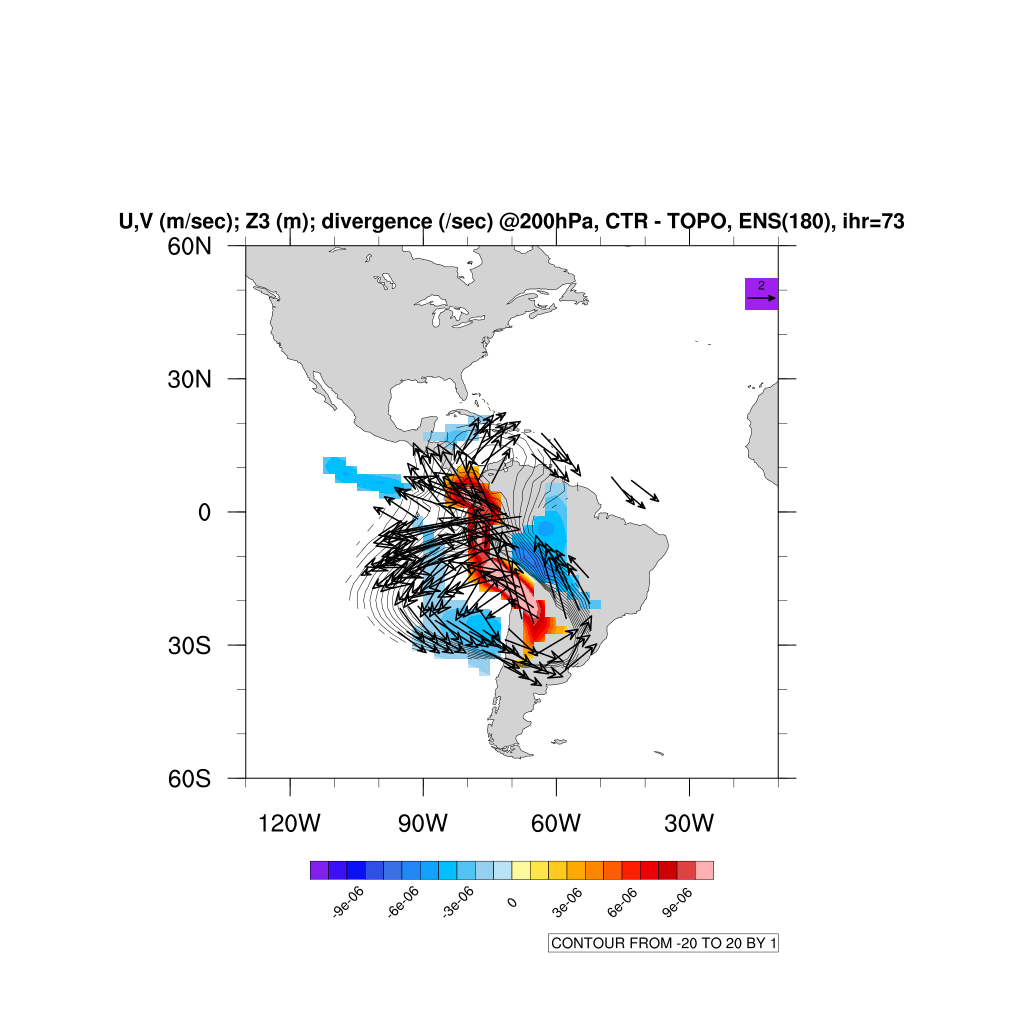 U,V (m/sec); Z3 (m); divergence (/sec) @200hPa, CTR - TOPO, ENS(180), ihr=73
60N
2
30N
0
30S
60S
120W 90W 60W 30W
-9e-06 -6e-06 -3e-06 0 3e-06 6e-06 9e-06
CONTOUR FROM -20 TO 20 BY 1